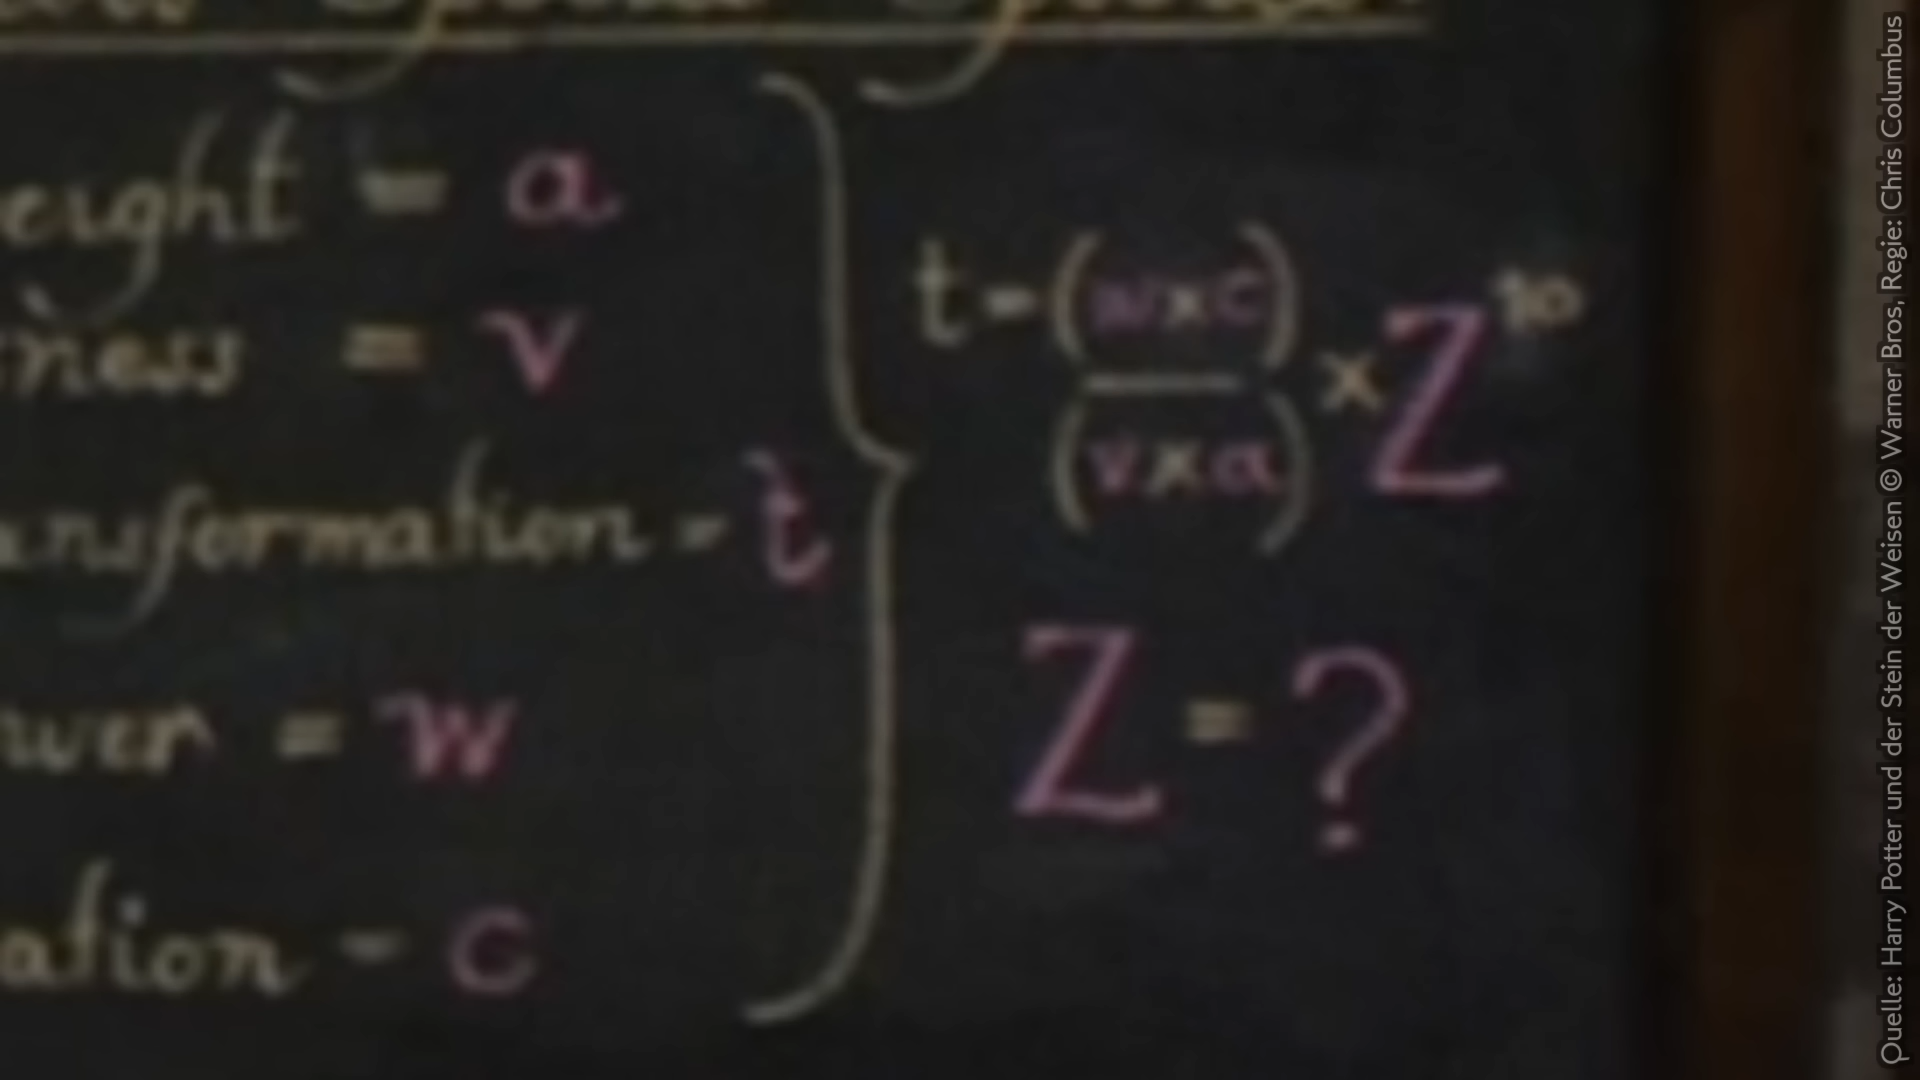 eight = a
ness = v
ansformation = t
wer = w
ation = c
t = (w x c)
(v x a)
x Z¹⁰
Z = ?
Quelle: Harry Potter und der Stein der Weisen © Warner Bros, Regie: Chris Columbus